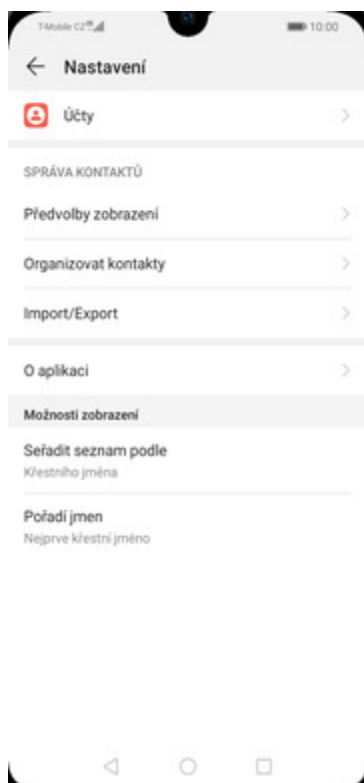 T-Mobile CZ
10:00
Nastavení
Účty
SPRÁVA KONTAKTŮ
Předvolby zobrazení
Organizovat kontakty
Import/Export
O aplikaci
Možnosti zobrazení
Seřadit seznam podle
Křestního jména
Pořadí jmen
Nejprve křestní jméno